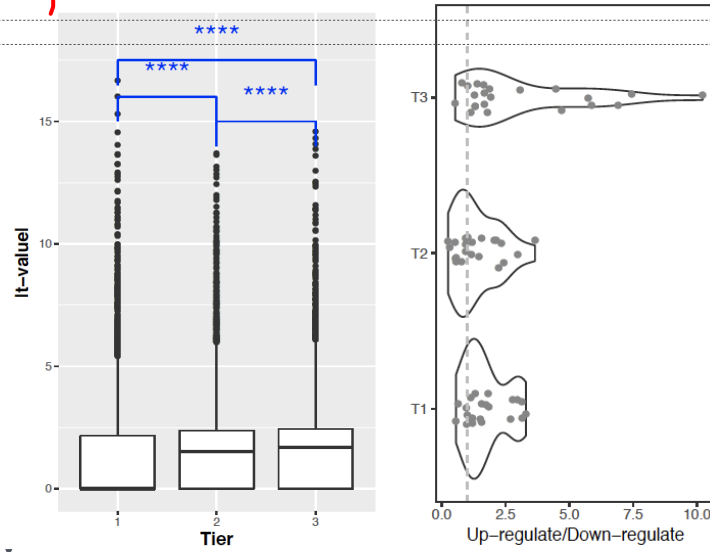 ****
****
****
15
10
5
0
|t-value|
1 2 3
Tier
T3
T2
T1
0.0 2.5 5.0 7.5 10.0
Up-regulate/Down-regulate